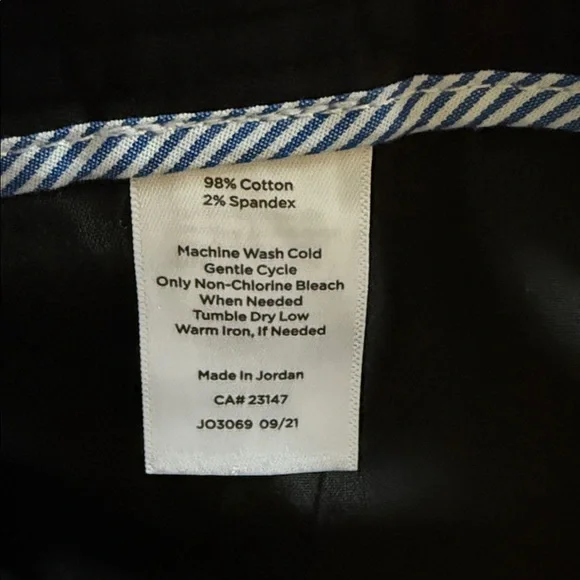 98% Cotton
2% Spandex
Machine Wash Cold
Gentle Cycle
Only Non-Chlorine Bleach
When Needed
Tumble Dry Low
Warm Iron, If Needed
Made In Jordan
CA# 23147
JO3069 09/21